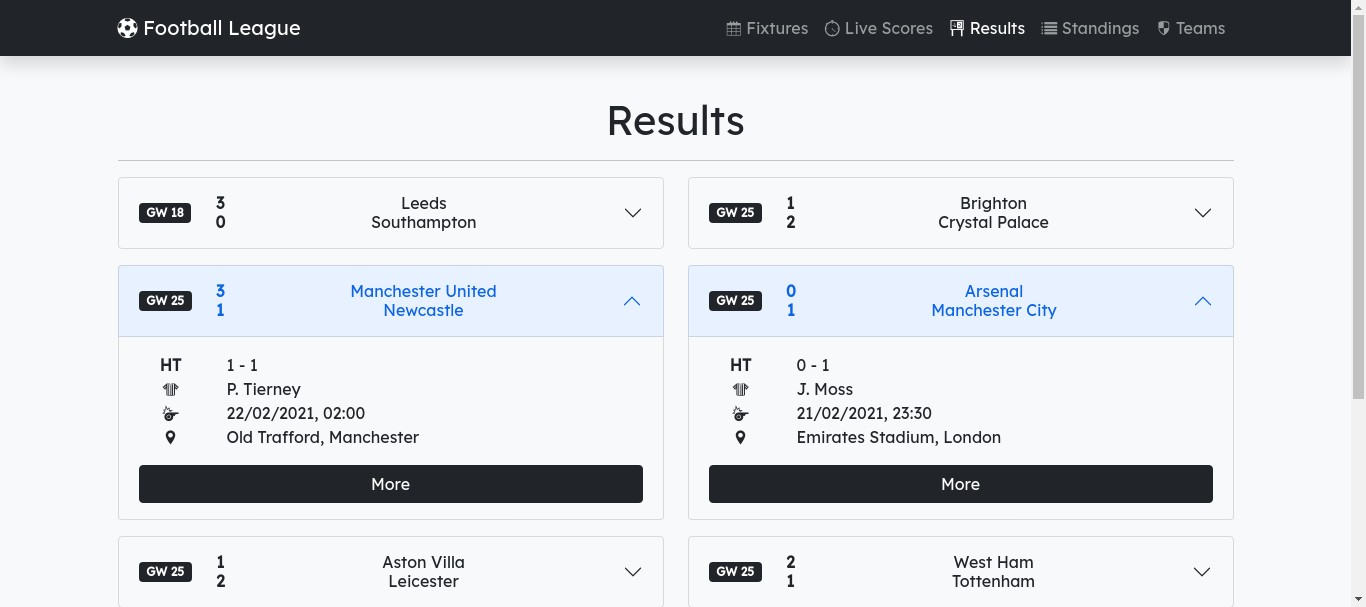 Football League
Fixtures
Live Scores
Results
Standings
Teams
Results
GW 18
3
0
Leeds
Southampton
GW 25
1
2
Brighton
Crystal Palace
GW 25
3
1
Manchester United
Newcastle
HT 1 - 1
P. Tierney
22/02/2021, 02:00
Old Trafford, Manchester
More
GW 25
0
1
Arsenal
Manchester City
HT 0 - 1
J. Moss
21/02/2021, 23:30
Emirates Stadium, London
More
GW 25
1
2
Aston Villa
Leicester
GW 25
2
1
West Ham
Tottenham